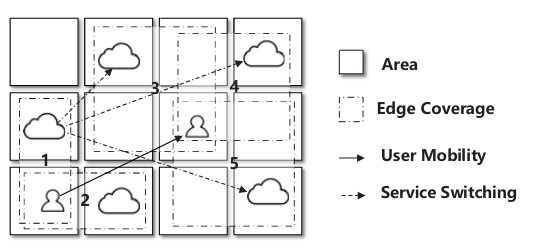 3
4
1
5
2
Area
Edge Coverage
User Mobility
Service Switching